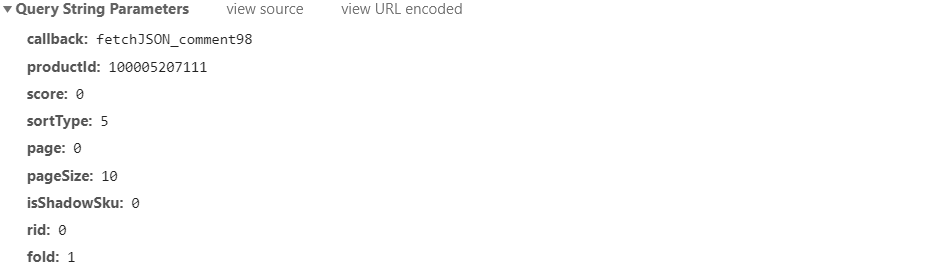 ▼ Query String Parameters view source view URL encoded
callback: fetchJSON_comment98
productId: 100005207111
score: 0
sortType: 5
page: 0
pageSize: 10
isShadowSku: 0
rid: 0
fold: 1